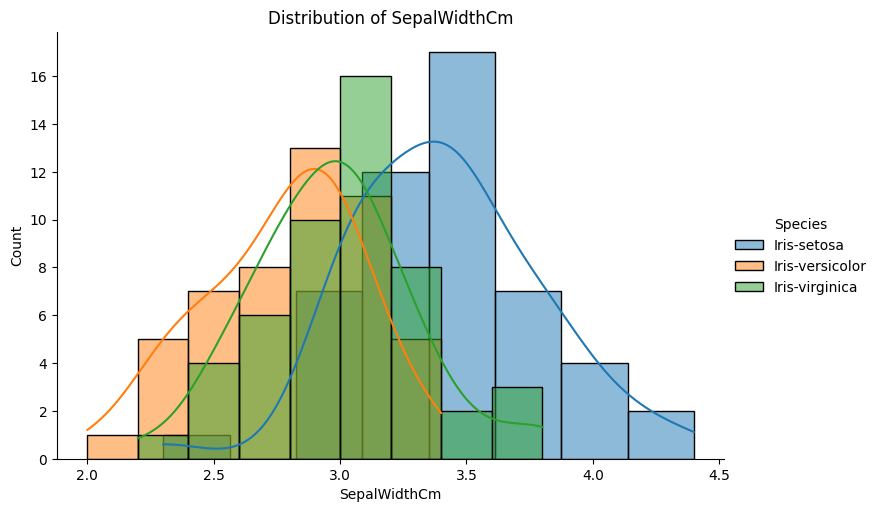 Distribution of SepalWidthCm
16
14
12
10
8
6
4
2
0
Count
2.0 2.5 3.0 3.5 4.0 4.5
SepalWidthCm
Species
Iris-setosa
Iris-versicolor
Iris-virginica